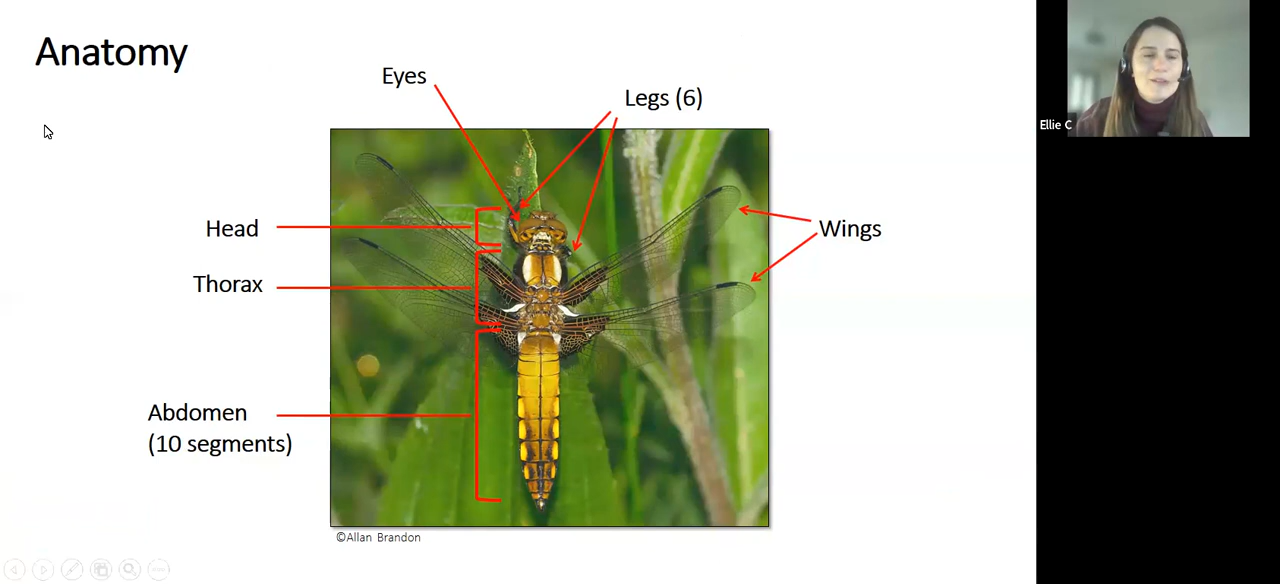 Anatomy
Eyes
Legs (6)
Ellie C
Head
Wings
Thorax
Abdomen
(10 segments)
©Allan Brandon